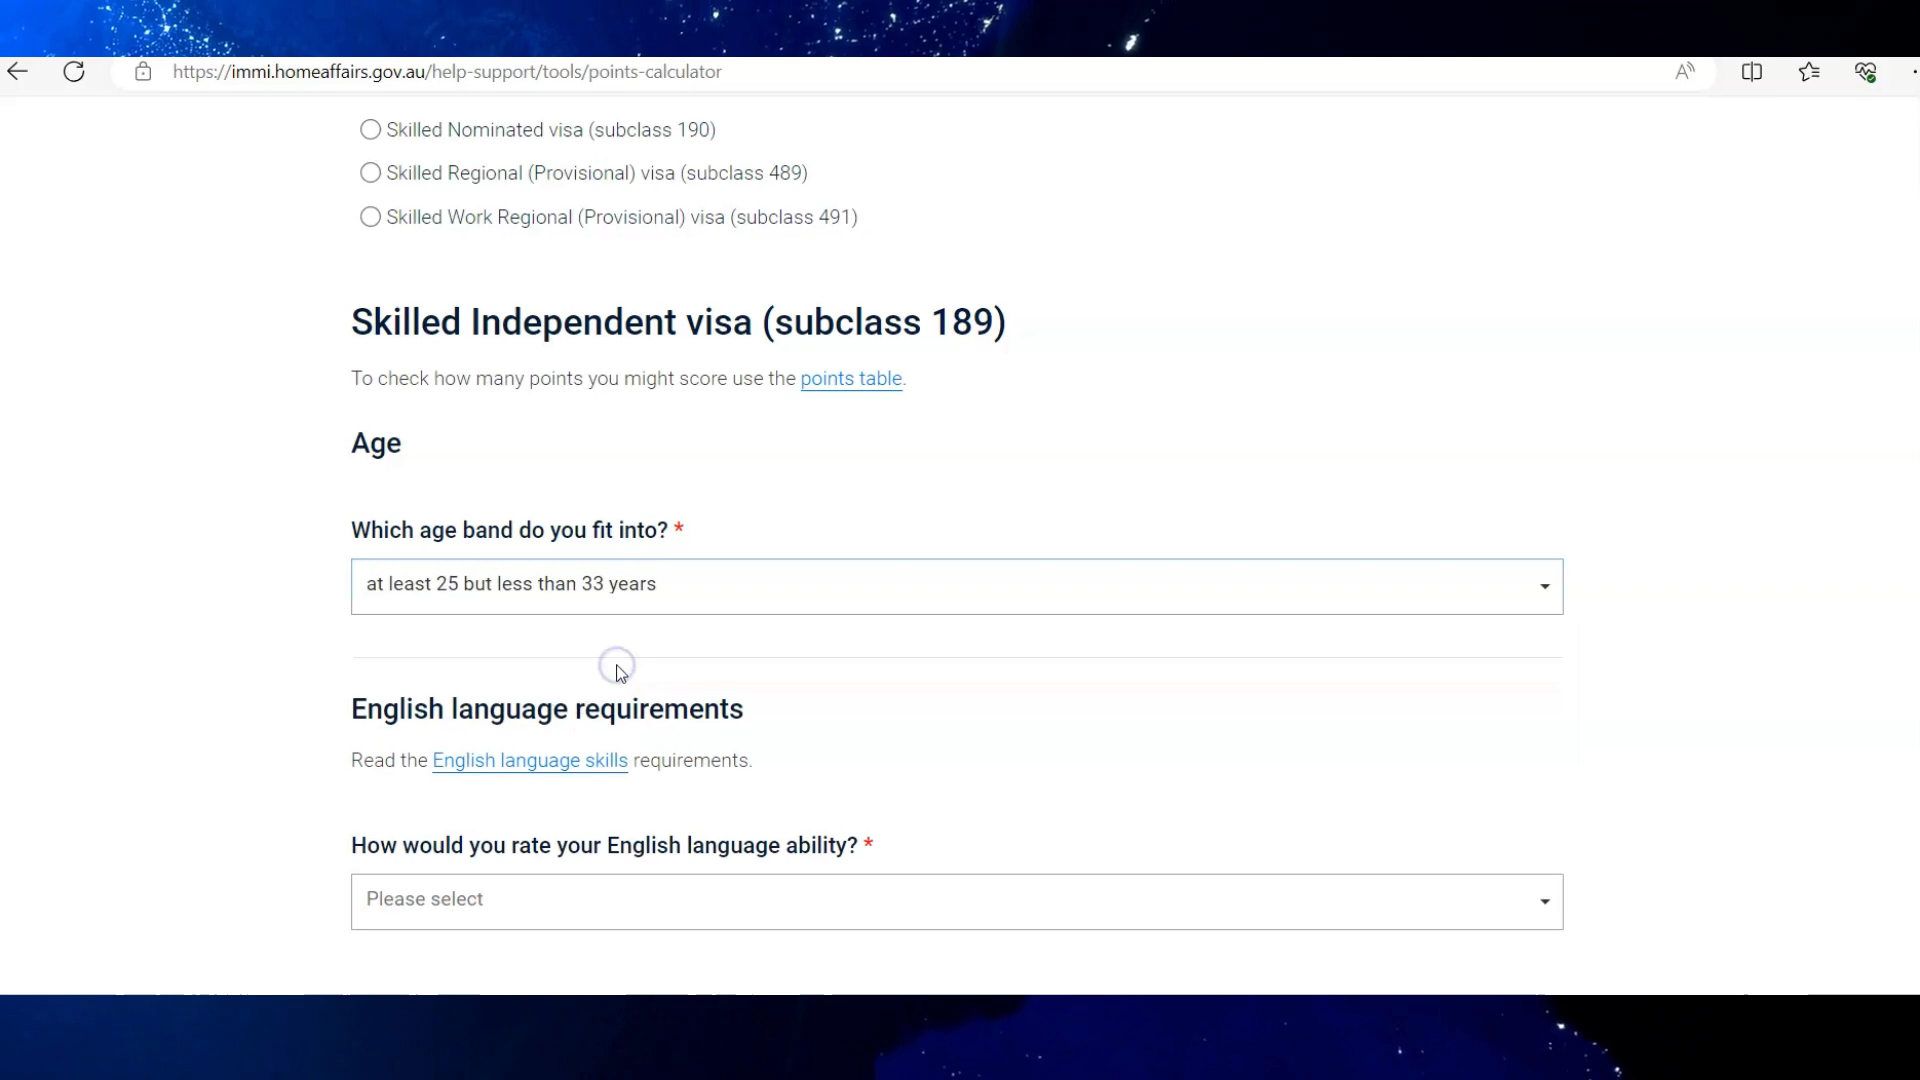 https://immi.homeaffairs.gov.au/help-support/tools/points-calculator
Skilled Nominated visa (subclass 190)
Skilled Regional (Provisional) visa (subclass 489)
Skilled Work Regional (Provisional) visa (subclass 491)
Skilled Independent visa (subclass 189)
To check how many points you might score use the points table.
Age
Which age band do you fit into? *
at least 25 but less than 33 years
English language requirements
Read the English language skills requirements.
How would you rate your English language ability? *
Please select